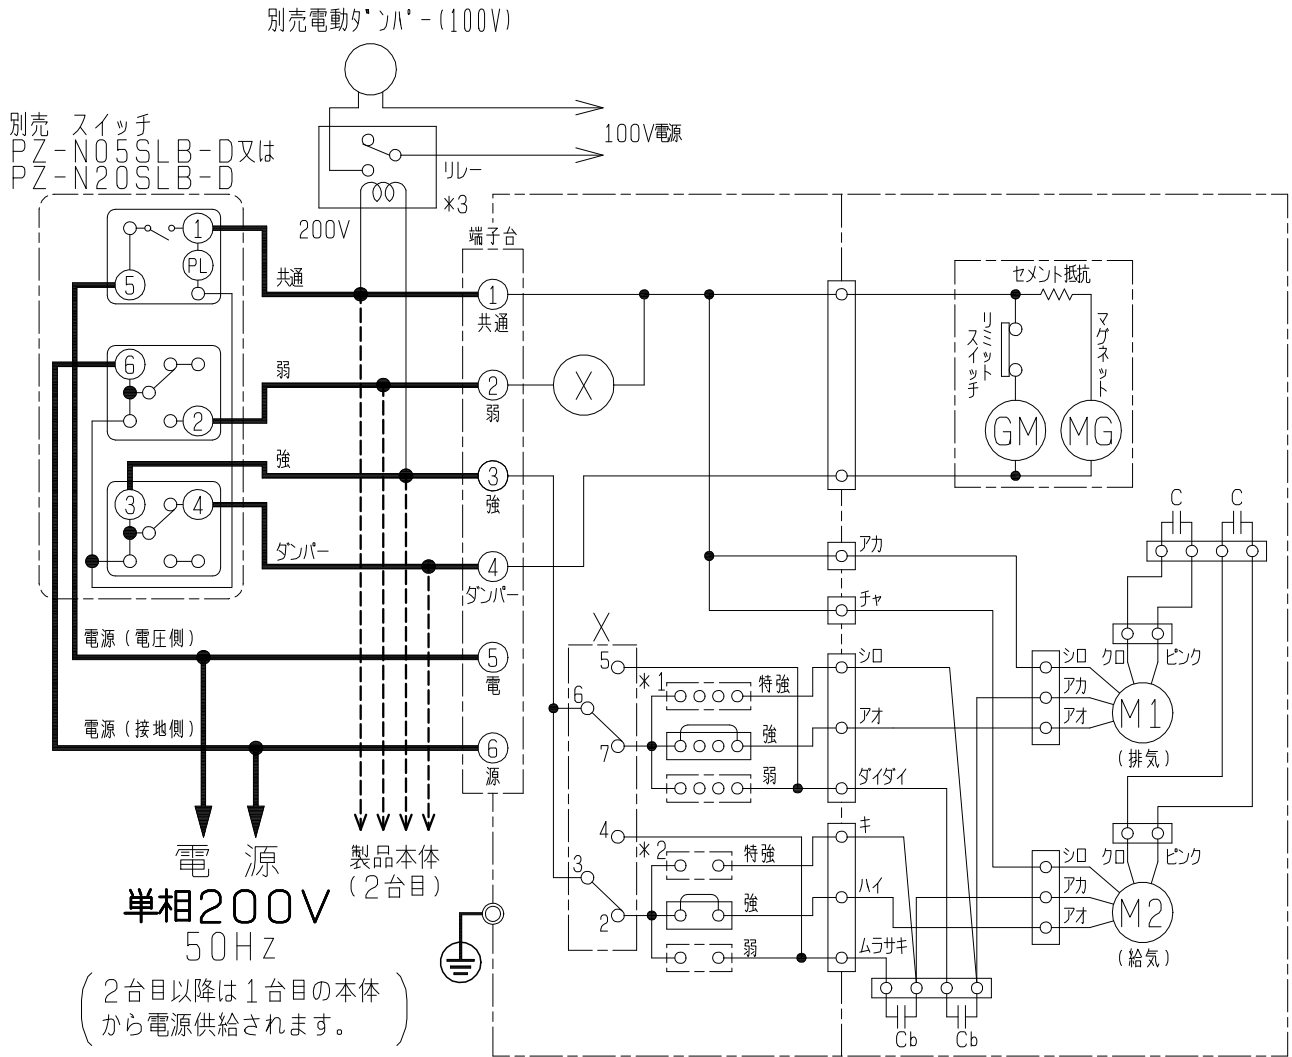 別売電動ダンパー(100V)
100V電源
別売 スイッチ
PZ-N05SLB-D又は
PZ-N20SLB-D
リレー
*3
200V
端子台
1
PL
5
共通
1
共通
セメント抵抗
リミット
スイッチ
マグネット
6
2
弱
2
弱
X
GM
MG
強
3
4
3
強
C
C
ダンパー
4
ダンパー
アカ
チャ
電源(電圧側)
5
電
X
5
*1
特強
シロ
シロ
クロ
ピンク
6
アカ
M1
7
強
アオ
アオ
(排気)
電源(接地側)
6
源
弱
ダイダイ
4
*2
特強
キ
シロ
クロ
ピンク
3
アカ
M2
強
ハイ
2
アオ
(給気)
弱
ムラサキ
Cb
Cb
電 源
製品本体
(2台目)
単相200V
50Hz
(2台目以降は1台目の本体
から電源供給されます。)